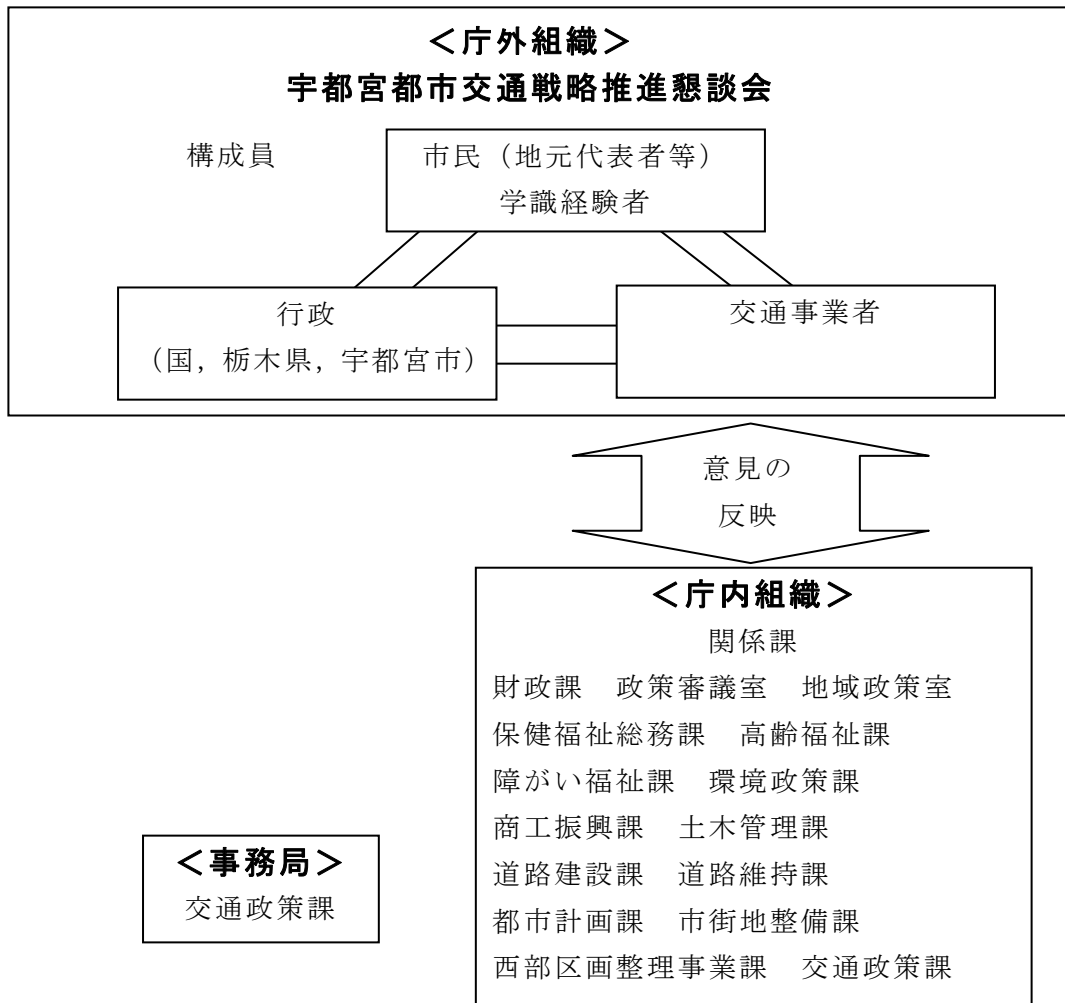 ＜庁外組織＞
宇都宮都市交通戦略推進懇談会
構成員
市民（地元代表者等）
学識経験者
行政
（国，栃木県，宇都宮市）
交通事業者
意見の
反映
＜庁内組織＞
関係課
財政課　政策審議室　地域政策室
保健福祉総務課　高齢福祉課
障がい福祉課　環境政策課
商工振興課　土木管理課
道路建設課　道路維持課
都市計画課　市街地整備課
西部区画整理事業課　交通政策課
＜事務局＞
交通政策課